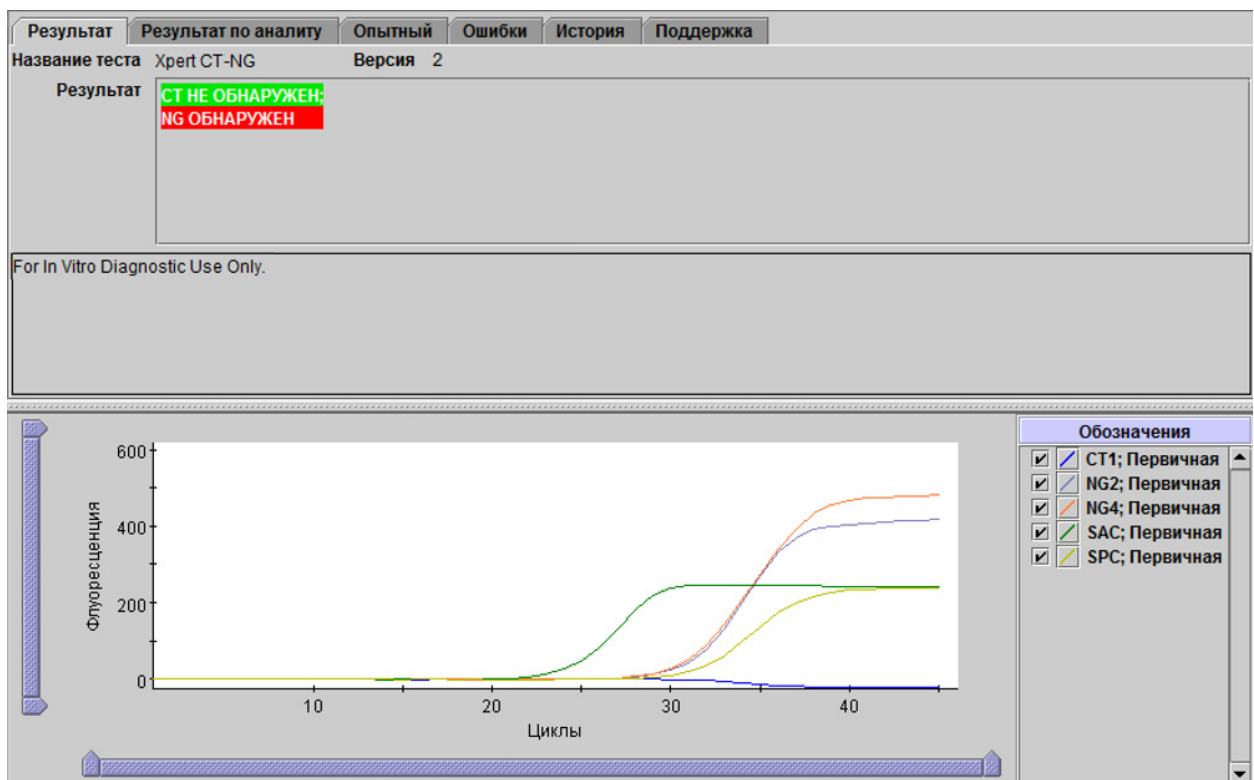 Результат Результат по аналиту Опытный Ошибки История Поддержка
Название теста Xpert CT-NG Версия 2
Результат CT НЕ ОБНАРУЖЕН;
NG ОБНАРУЖЕН
For In Vitro Diagnostic Use Only.
600
400
200
0
Флуоресценция
10 20 30 40
Циклы
Обозначения
CT1; Первичная
NG2; Первичная
NG4; Первичная
SAC; Первичная
SPC; Первичная